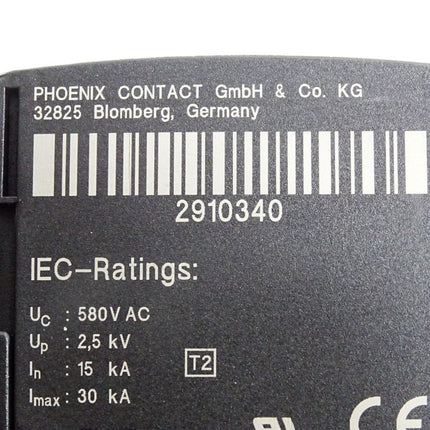 PHOENIX CONTACT GmbH & Co. KG
32825 Blomberg, Germany
2910340
IEC-Ratings:
UC : 580V AC
Up : 2,5 kV
In : 15 kA T2
Imax : 30 kA
CE